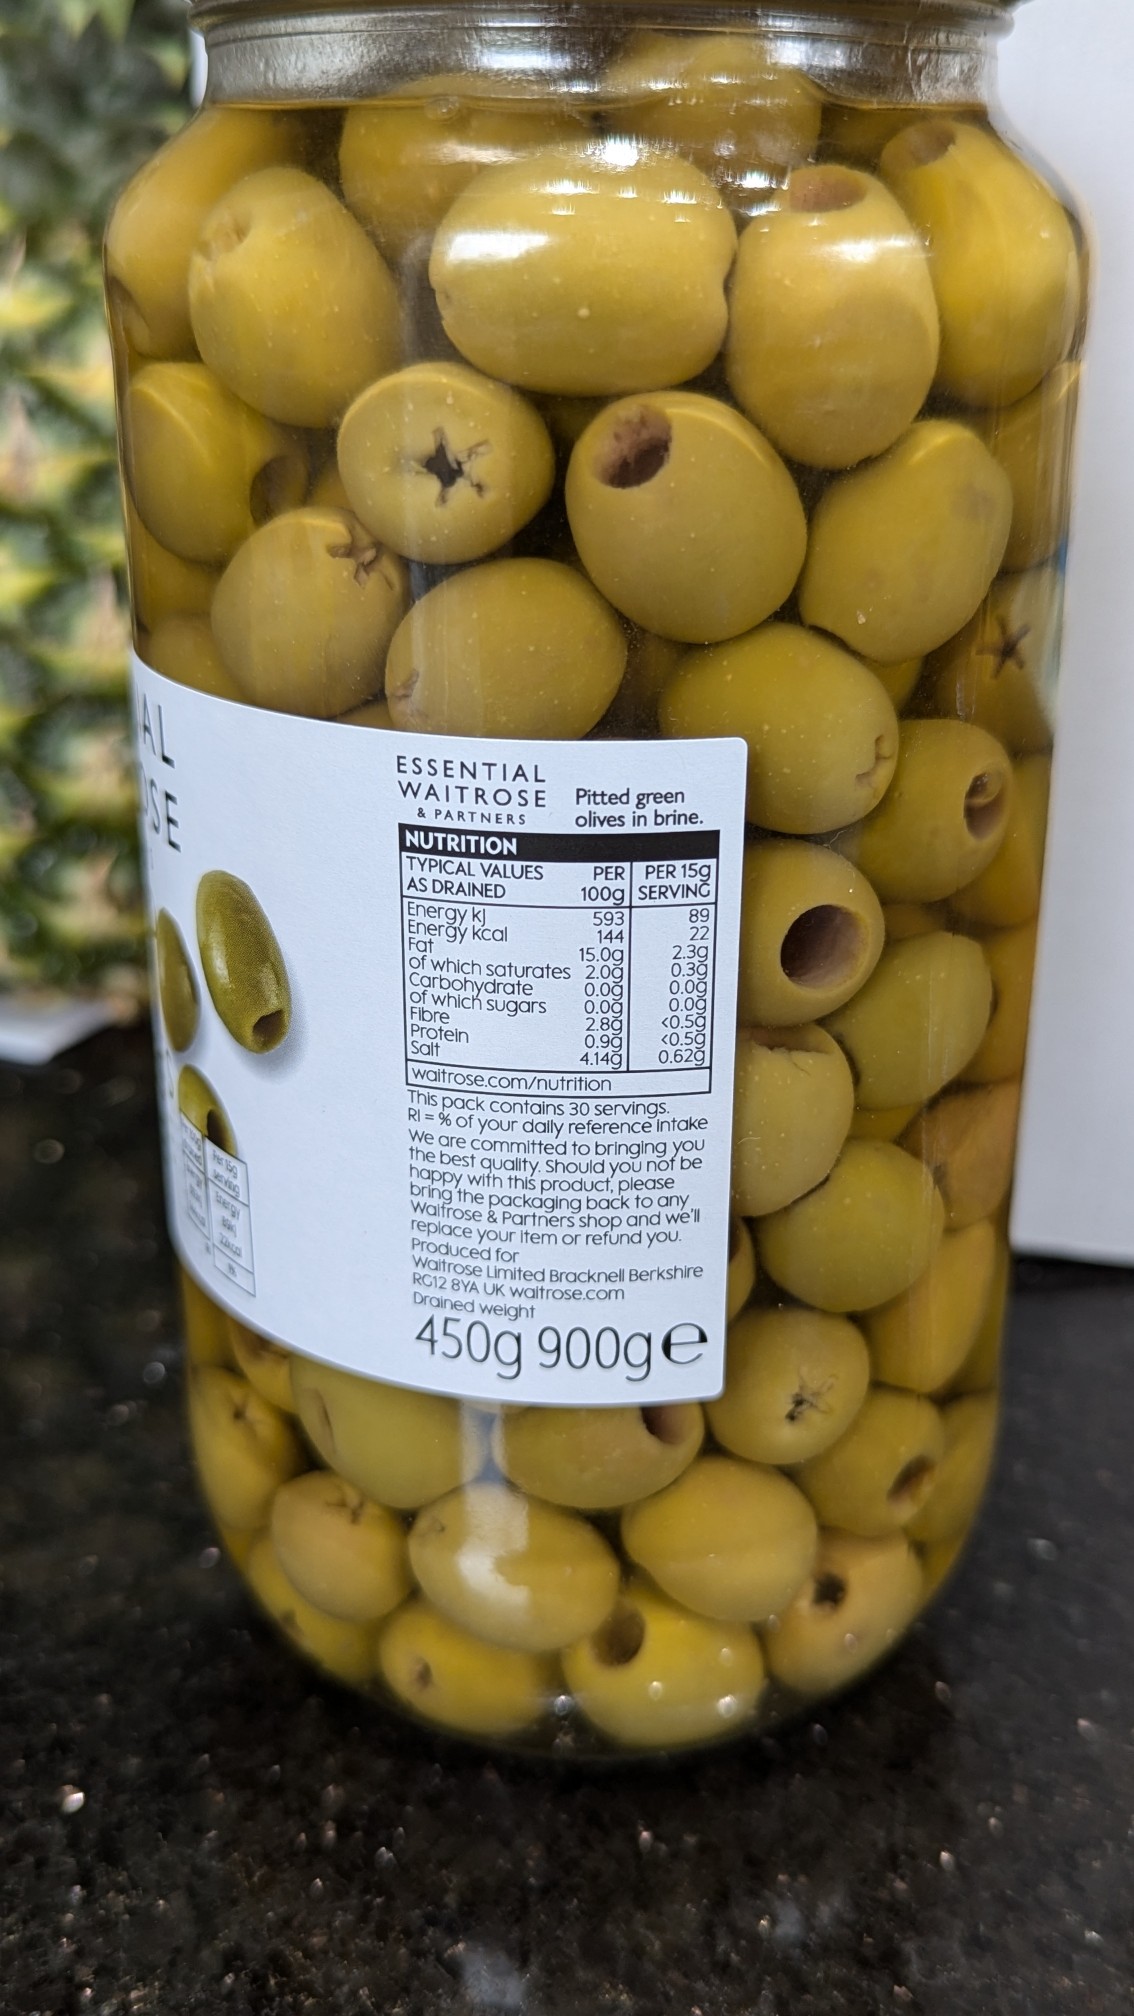 AL
OSE
ESSENTIAL
WAITROSE
& PARTNERS
Pitted green
olives in brine.
NUTRITION
TYPICAL VALUES AS DRAINED PER 100g PER 15g SERVING
Energy kJ 593 89
Energy kcal 144 22
Fat 15.0g 2.3g
of which saturates 2.0g 0.3g
Carbohydrate 0.0g 0.0g
of which sugars 0.0g 0.0g
Fibre 2.8g <0.5g
Protein 0.9g <0.5g
Salt 4.14g 0.62g
waitrose.com/nutrition
This pack contains 30 servings.
RI = % of your daily reference intake
We are committed to bringing you
the best quality. Should you not be
happy with this product, please
bring the packaging back to any
Waitrose & Partners shop and we'll
replace your item or refund you.
Produced for
Waitrose Limited Bracknell Berkshire
RG12 8YA UK waitrose.com
Drained weight
450g 900g e
Per 15g
serving
Energy